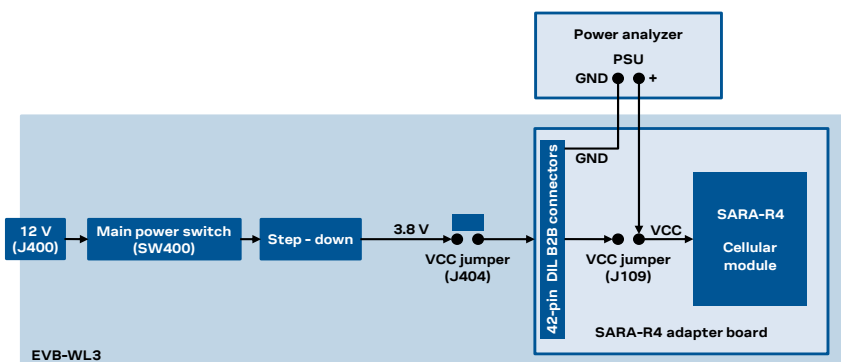 Power analyzer
PSU
GND
+
GND
42-pin DIL B2B connectors
12 V
(J400)
Main power switch
(SW400)
Step - down
3.8 V
VCC jumper
(J404)
VCC jumper
(J109)
VCC
SARA-R4
Cellular
module
SARA-R4 adapter board
EVB-WL3